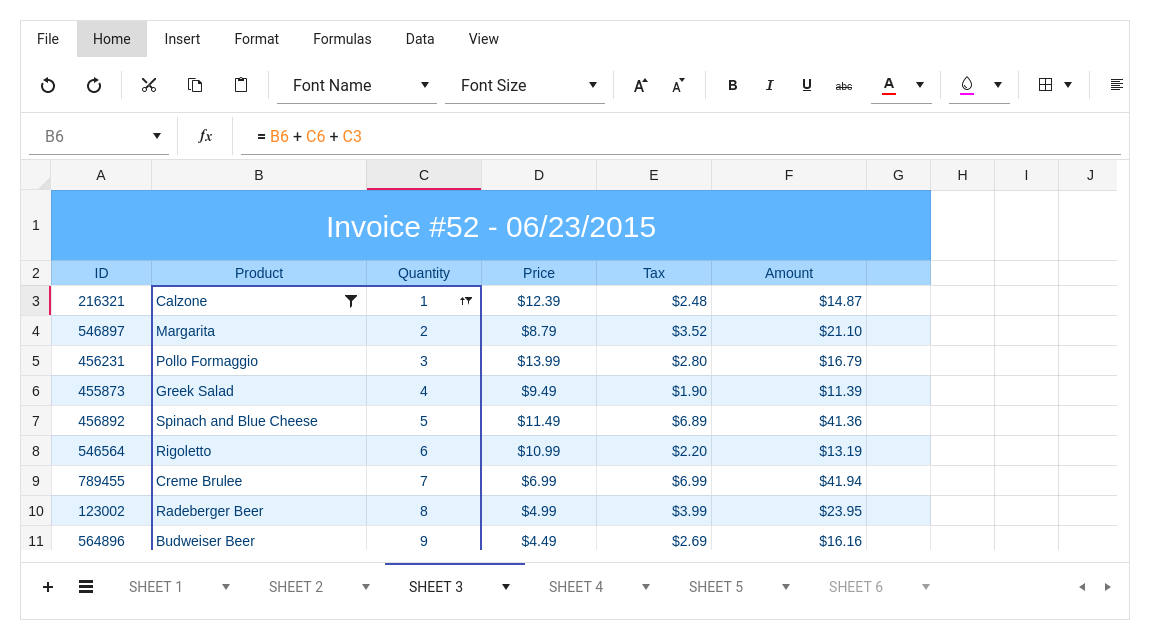 File Home Insert Format Formulas Data View
Font Name Font Size A A B I U abc A
B6 fx = B6 + C6 + C3
A B C D E F G H I J
1 Invoice #52 - 06/23/2015
2 ID Product Quantity Price Tax Amount
3 216321 Calzone 1 $12.39 $2.48 $14.87
4 546897 Margarita 2 $8.79 $3.52 $21.10
5 456231 Pollo Formaggio 3 $13.99 $2.80 $16.79
6 455873 Greek Salad 4 $9.49 $1.90 $11.39
7 456892 Spinach and Blue Cheese 5 $11.49 $6.89 $41.36
8 546564 Rigoletto 6 $10.99 $2.20 $13.19
9 789455 Creme Brulee 7 $6.99 $6.99 $41.94
10 123002 Radeberger Beer 8 $4.99 $3.99 $23.95
11 564896 Budweiser Beer 9 $4.49 $2.69 $16.16
SHEET 1 SHEET 2 SHEET 3 SHEET 4 SHEET 5 SHEET 6